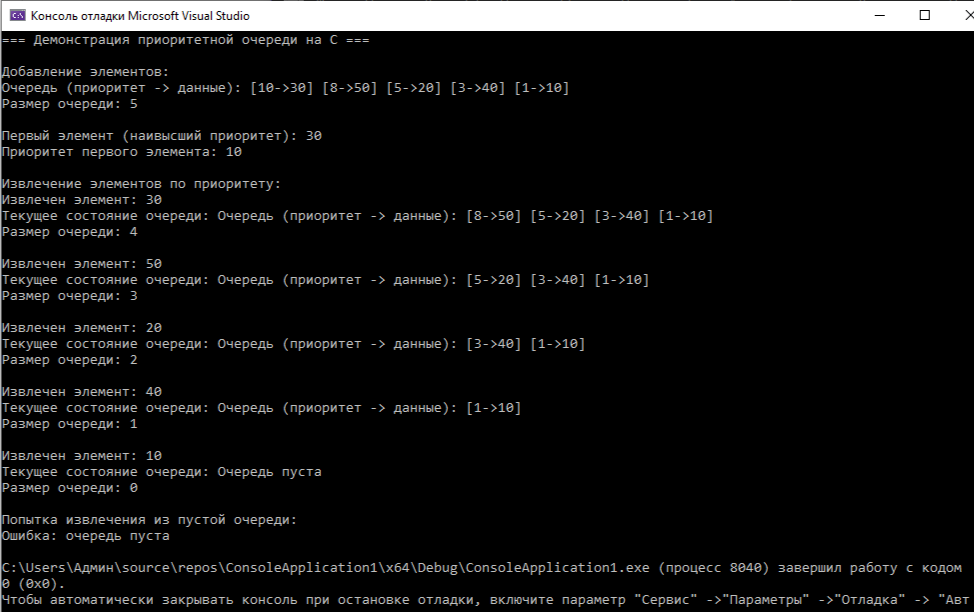 Консоль отладки Microsoft Visual Studio
=== Демонстрация приоритетной очереди на C ===
Добавление элементов:
Очередь (приоритет -> данные): [10->30] [8->50] [5->20] [3->40] [1->10]
Размер очереди: 5
Первый элемент (наивысший приоритет): 30
Приоритет первого элемента: 10
Извлечение элементов по приоритету:
Извлечен элемент: 30
Текущее состояние очереди: Очередь (приоритет -> данные): [8->50] [5->20] [3->40] [1->10]
Размер очереди: 4
Извлечен элемент: 50
Текущее состояние очереди: Очередь (приоритет -> данные): [5->20] [3->40] [1->10]
Размер очереди: 3
Извлечен элемент: 20
Текущее состояние очереди: Очередь (приоритет -> данные): [3->40] [1->10]
Размер очереди: 2
Извлечен элемент: 40
Текущее состояние очереди: Очередь (приоритет -> данные): [1->10]
Размер очереди: 1
Извлечен элемент: 10
Текущее состояние очереди: Очередь пуста
Размер очереди: 0
Попытка извлечения из пустой очереди:
Ошибка: очередь пуста
C:\Users\Админ\source\repos\ConsoleApplication1\x64\Debug\ConsoleApplication1.exe (процесс 8040) завершил работу с кодом
0 (0x0).
Чтобы автоматически закрывать консоль при остановке отладки, включите параметр "Сервис" ->"Параметры" ->"Отладка" -> "Авт